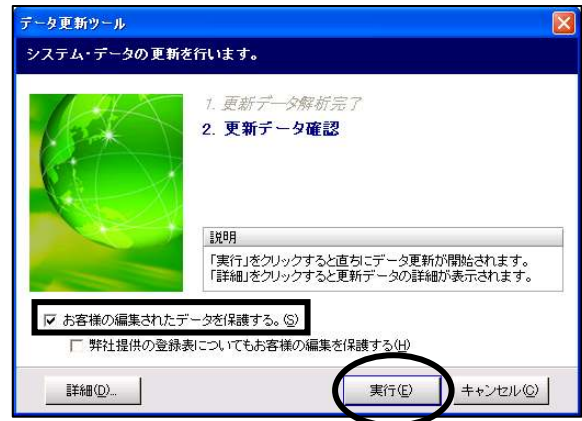 データ更新ツール
システム・データの更新を行います。
1. 更新データ解析完了
2. 更新データ確認
説明
「実行」をクリックすると直ちにデータ更新が開始されます。
「詳細」をクリックすると更新データの詳細が表示されます。
お客様の編集されたデータを保護する。(S)
弊社提供の登録表についてもお客様の編集を保護する(H)
詳細(D)... 実行(E) キャンセル(C)